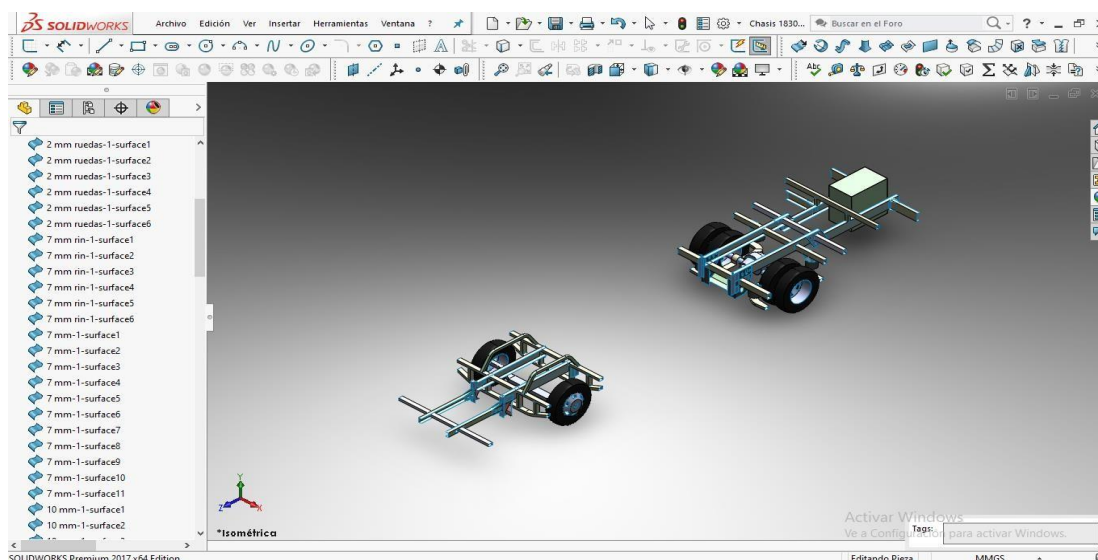 SOLIDWORKS Archivo Edición Ver Insertar Herramientas Ventana ? Chasis 1830... Buscar en el Foro
2 mm ruedas-1-surface1
2 mm ruedas-1-surface2
2 mm ruedas-1-surface3
2 mm ruedas-1-surface4
2 mm ruedas-1-surface5
2 mm ruedas-1-surface6
7 mm rin-1-surface1
7 mm rin-1-surface2
7 mm rin-1-surface3
7 mm rin-1-surface4
7 mm rin-1-surface5
7 mm rin-1-surface6
7 mm-1-surface1
7 mm-1-surface2
7 mm-1-surface3
7 mm-1-surface4
7 mm-1-surface5
7 mm-1-surface6
7 mm-1-surface7
7 mm-1-surface8
7 mm-1-surface9
7 mm-1-surface10
7 mm-1-surface11
10 mm-1-surface1
10 mm-1-surface2
Y
Z X
*Isométrica
Activar Windows
Ve a Configuración para activar Windows.
Tags:
SOLIDWORKS Premium 2017 x64 Edition Editando Pieza MMGS